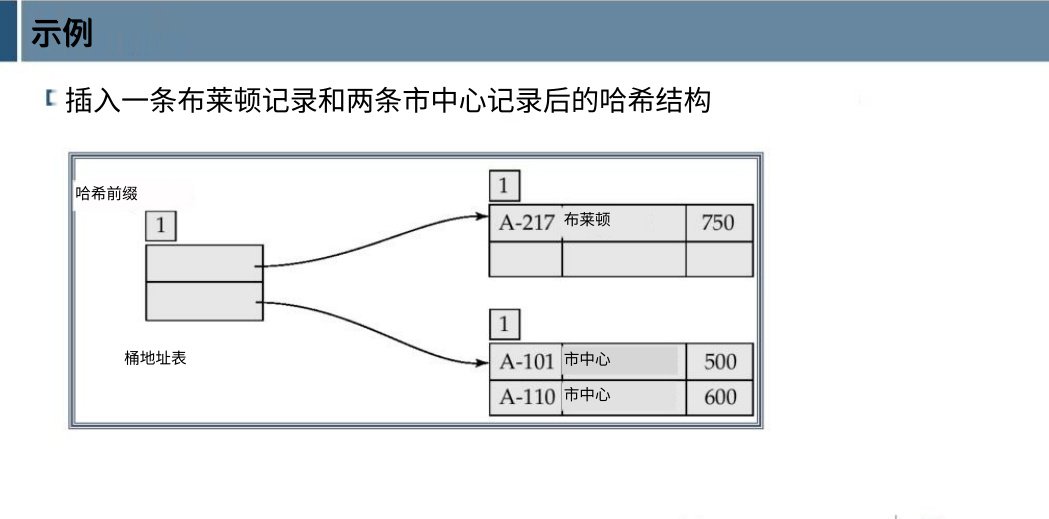 示例
插入一条布莱顿记录和两条市中心记录后的哈希结构
哈希前缀
1
桶地址表
1
A-217 布莱顿 750
1
A-101 市中心 500
A-110 市中心 600